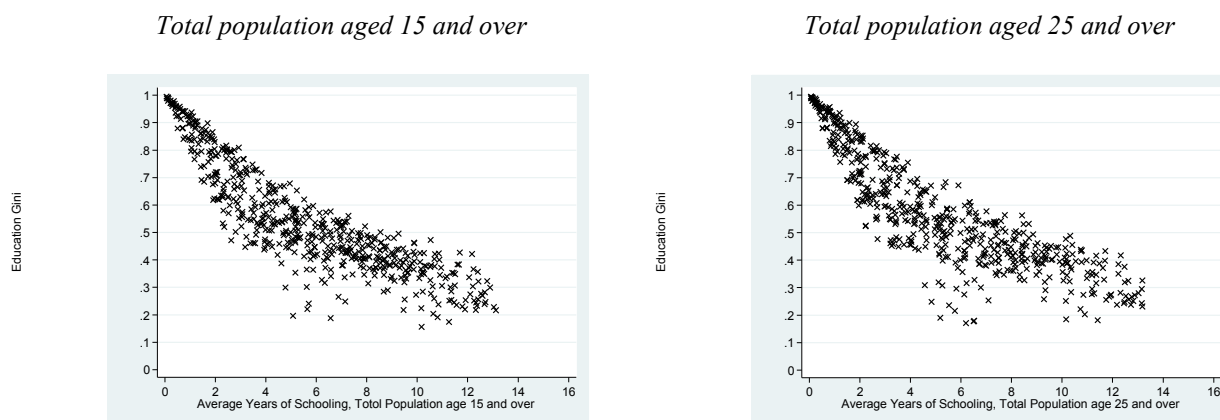 Total population aged 15 and over
Education Gini
1
.9
.8
.7
.6
.5
.4
.3
.2
.1
0
0 2 4 6 8 10 12 14 16
Average Years of Schooling, Totol Population age 15 and over
Total population aged 25 and over
Education Gini
1
.9
.8
.7
.6
.5
.4
.3
.2
.1
0
0 2 4 6 8 10 12 14 16
Average Years of Schooling, Total Population age 25 and over